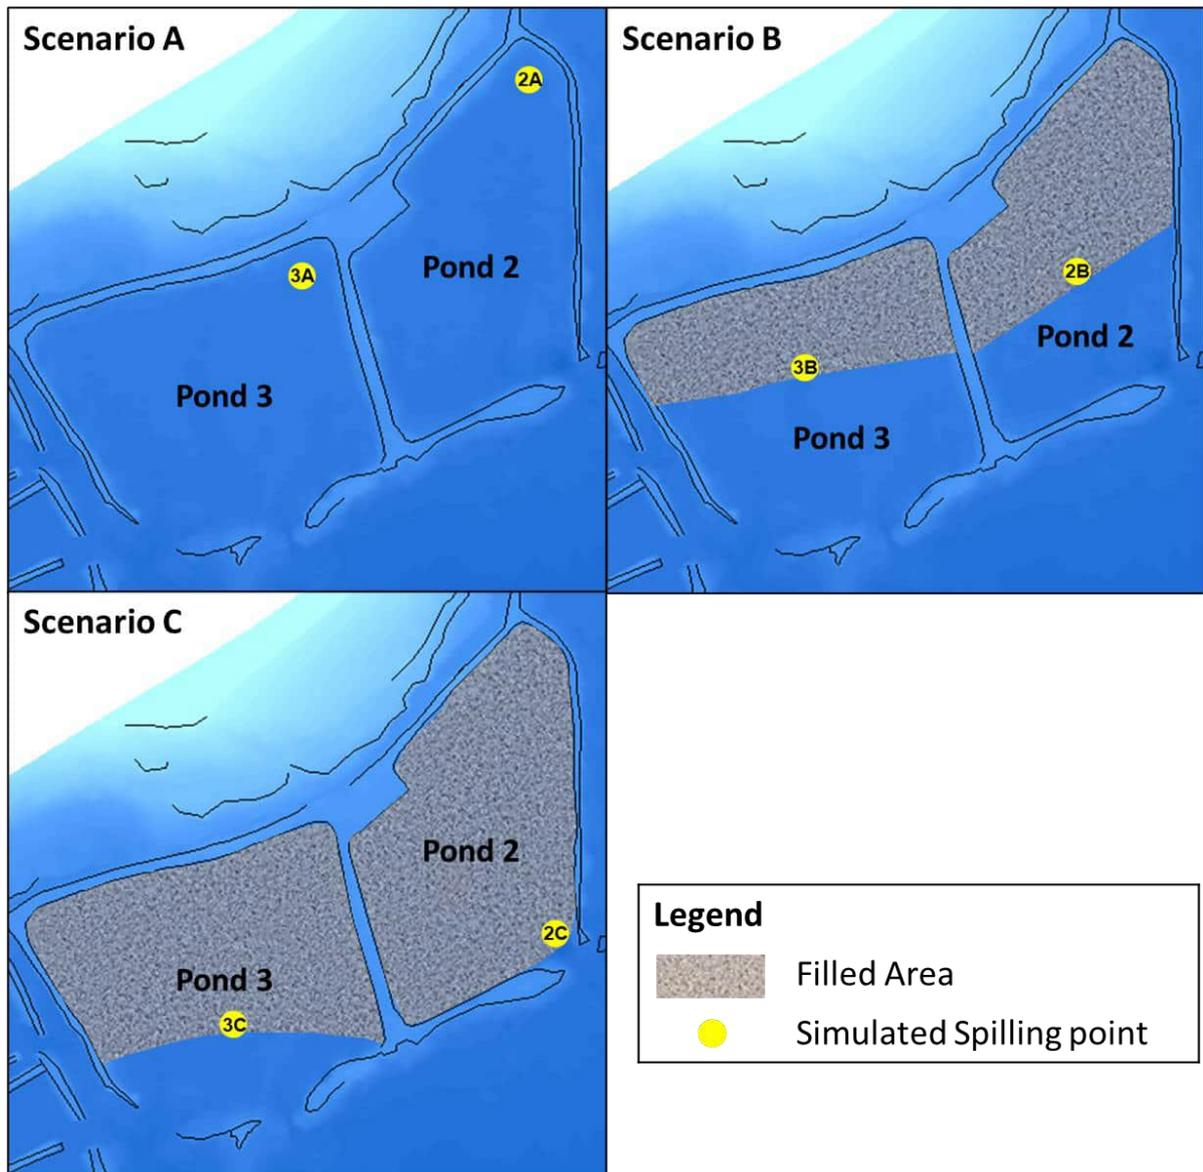 Scenario A
2A
3A
Pond 2
Pond 3
Scenario B
2B
3B
Pond 2
Pond 3
Scenario C
Pond 2
2C
Pond 3
3C
Legend
Filled Area
Simulated Spilling point